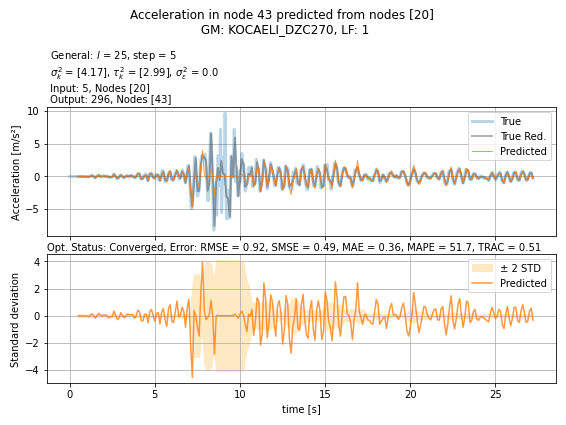 Acceleration in node 43 predicted from nodes [20]
GM: KOCAELI_DZC270, LF: 1
General: l = 25, step = 5
σ²ₖ = [4.17], τ²ₖ = [2.99], σ²ε = 0.0
Input: 5, Nodes [20]
Output: 296, Nodes [43]
10
5
0
−5
Acceleration [m/s²]
True
True Red.
Predicted
Opt. Status: Converged, Error: RMSE = 0.92, SMSE = 0.49, MAE = 0.36, MAPE = 51.7, TRAC = 0.51
4
2
0
−2
−4
Standard deviation
± 2 STD
Predicted
0 5 10 15 20 25
time [s]